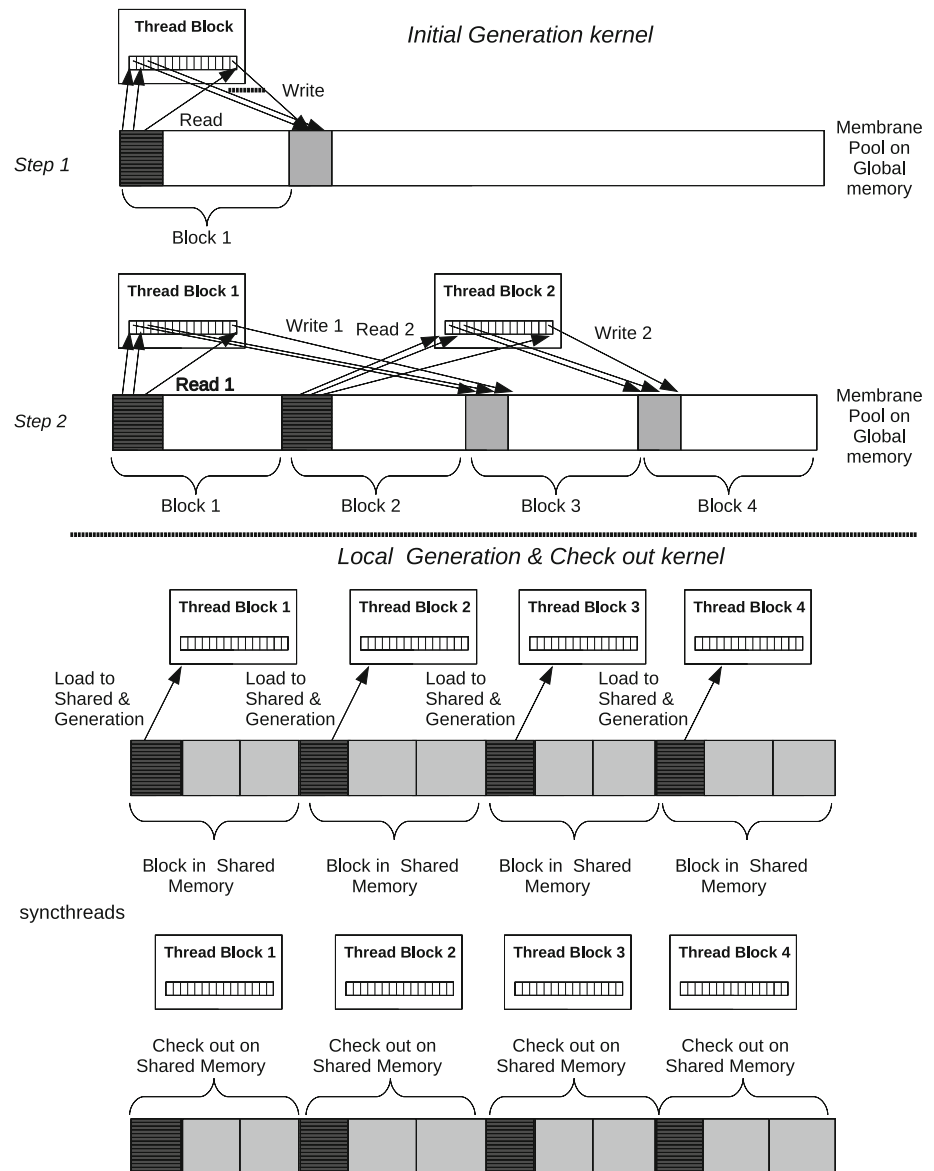 Initial Generation kernel
Thread Block
Write
Read
Step 1
Membrane
Pool on
Global
memory
Block 1
Thread Block 1
Thread Block 2
Write 1
Read 2
Write 2
Read 1
Step 2
Membrane
Pool on
Global
memory
Block 1
Block 2
Block 3
Block 4
Local Generation & Check out kernel
Thread Block 1
Thread Block 2
Thread Block 3
Thread Block 4
Load to
Shared &
Generation
Load to
Shared &
Generation
Load to
Shared &
Generation
Load to
Shared &
Generation
Block in Shared
Memory
Block in Shared
Memory
Block in Shared
Memory
Block in Shared
Memory
syncthreads
Thread Block 1
Thread Block 2
Thread Block 3
Thread Block 4
Check out on
Shared Memory
Check out on
Shared Memory
Check out on
Shared Memory
Check out on
Shared Memory